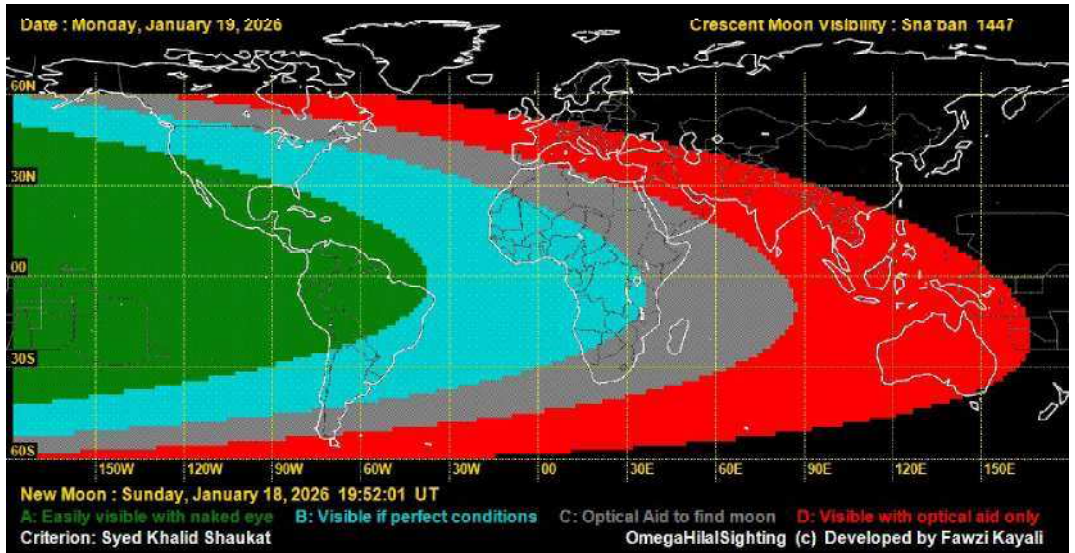 Date : Monday, January 19, 2026
Crescent Moon Visibility : Sha'ban 1447
60N
30N
00
30S
60S
150W 120W 90W 60W 30W 00 30E 60E 90E 120E 150E
New Moon : Sunday, January 18, 2026 19:52:01 UT
A: Easily visible with naked eye B: Visible if perfect conditions C: Optical Aid to find moon D: Visible with optical aid only
Criterion: Syed Khalid Shaukat OmegaHilalSighting (c) Developed by Fawzi Kayali